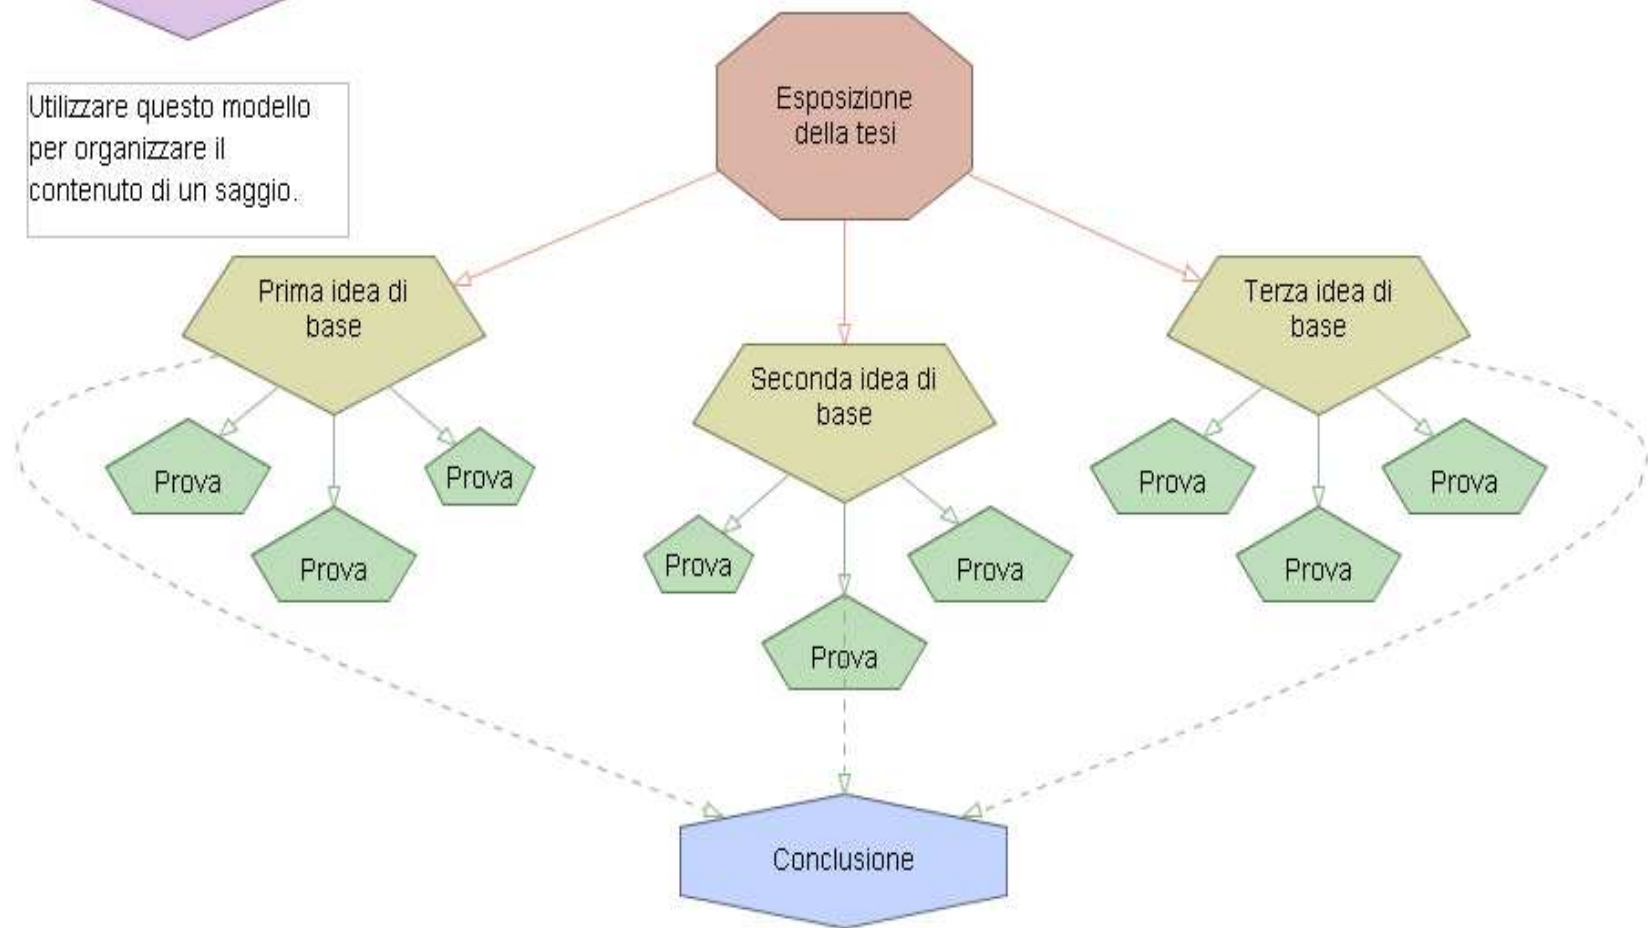 Esposizione
della tesi
Utilizzare questo modello
per organizzare il
contenuto di un saggio.
Prima idea di
base
Terza idea di
base
Seconda idea di
base
Prova
Prova
Prova
Prova
Prova
Prova
Prova
Prova
Prova
Conclusione